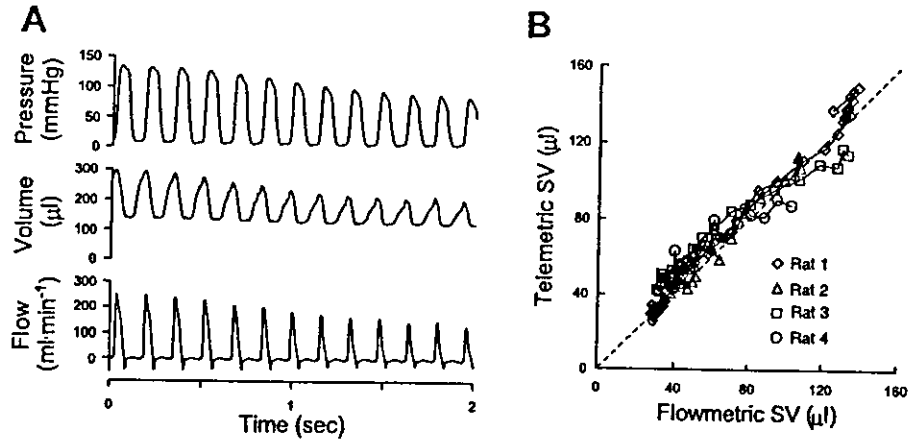 A
Pressure
(mmHg)
150
100
50
0
Volume
(µl)
300
200
100
0
Flow
(ml·min⁻¹)
300
200
100
0
0
1
2
Time (sec)
B
Telemetric SV (µl)
160
120
80
40
0
◇ Rat 1
△ Rat 2
□ Rat 3
○ Rat 4
0
40
80
120
160
Flowmetric SV (µl)